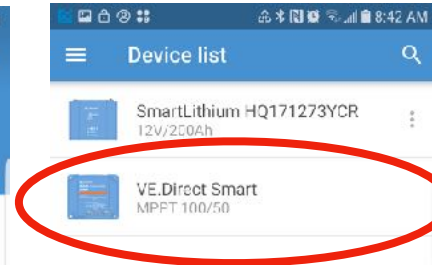 8:42 AM
Device list
SmartLithium HQ171273YCR
12V/200Ah
VE.Direct Smart
MPPT 100/50